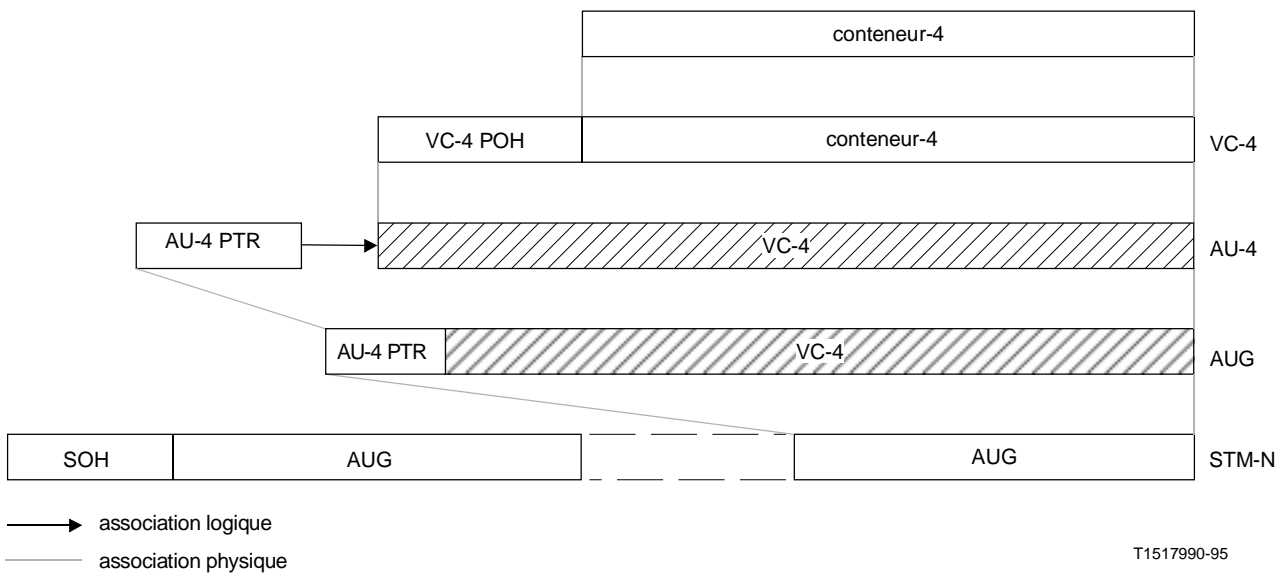 conteneur-4
VC-4 POH conteneur-4 VC-4
AU-4 PTR VC-4 AU-4
AU-4 PTR VC-4 AUG
SOH AUG AUG STM-N
association logique
association physique
T1517990-95